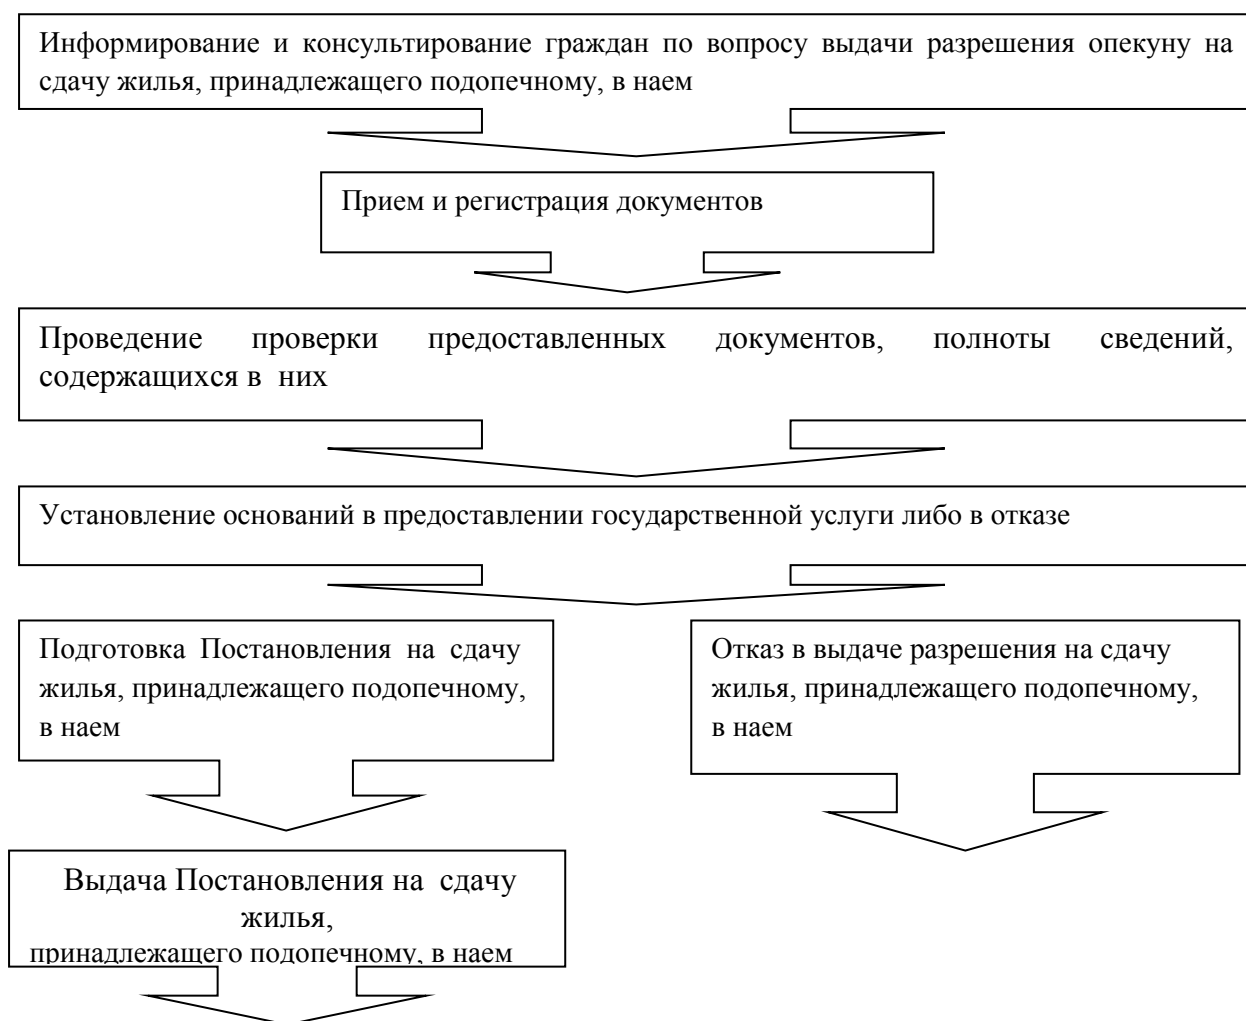 Информирование и консультирование граждан по вопросу выдачи разрешения опекуну на
сдачу жилья, принадлежащего подопечному, в наем
Прием и регистрация документов
Проведение проверки предоставленных документов, полноты сведений,
содержащихся в них
Установление оснований в предоставлении государственной услуги либо в отказе
Подготовка Постановления на сдачу
жилья, принадлежащего подопечному,
в наем
Отказ в выдаче разрешения на сдачу
жилья, принадлежащего подопечному,
в наем
Выдача Постановления на сдачу
жилья,
принадлежащего подопечному, в наем